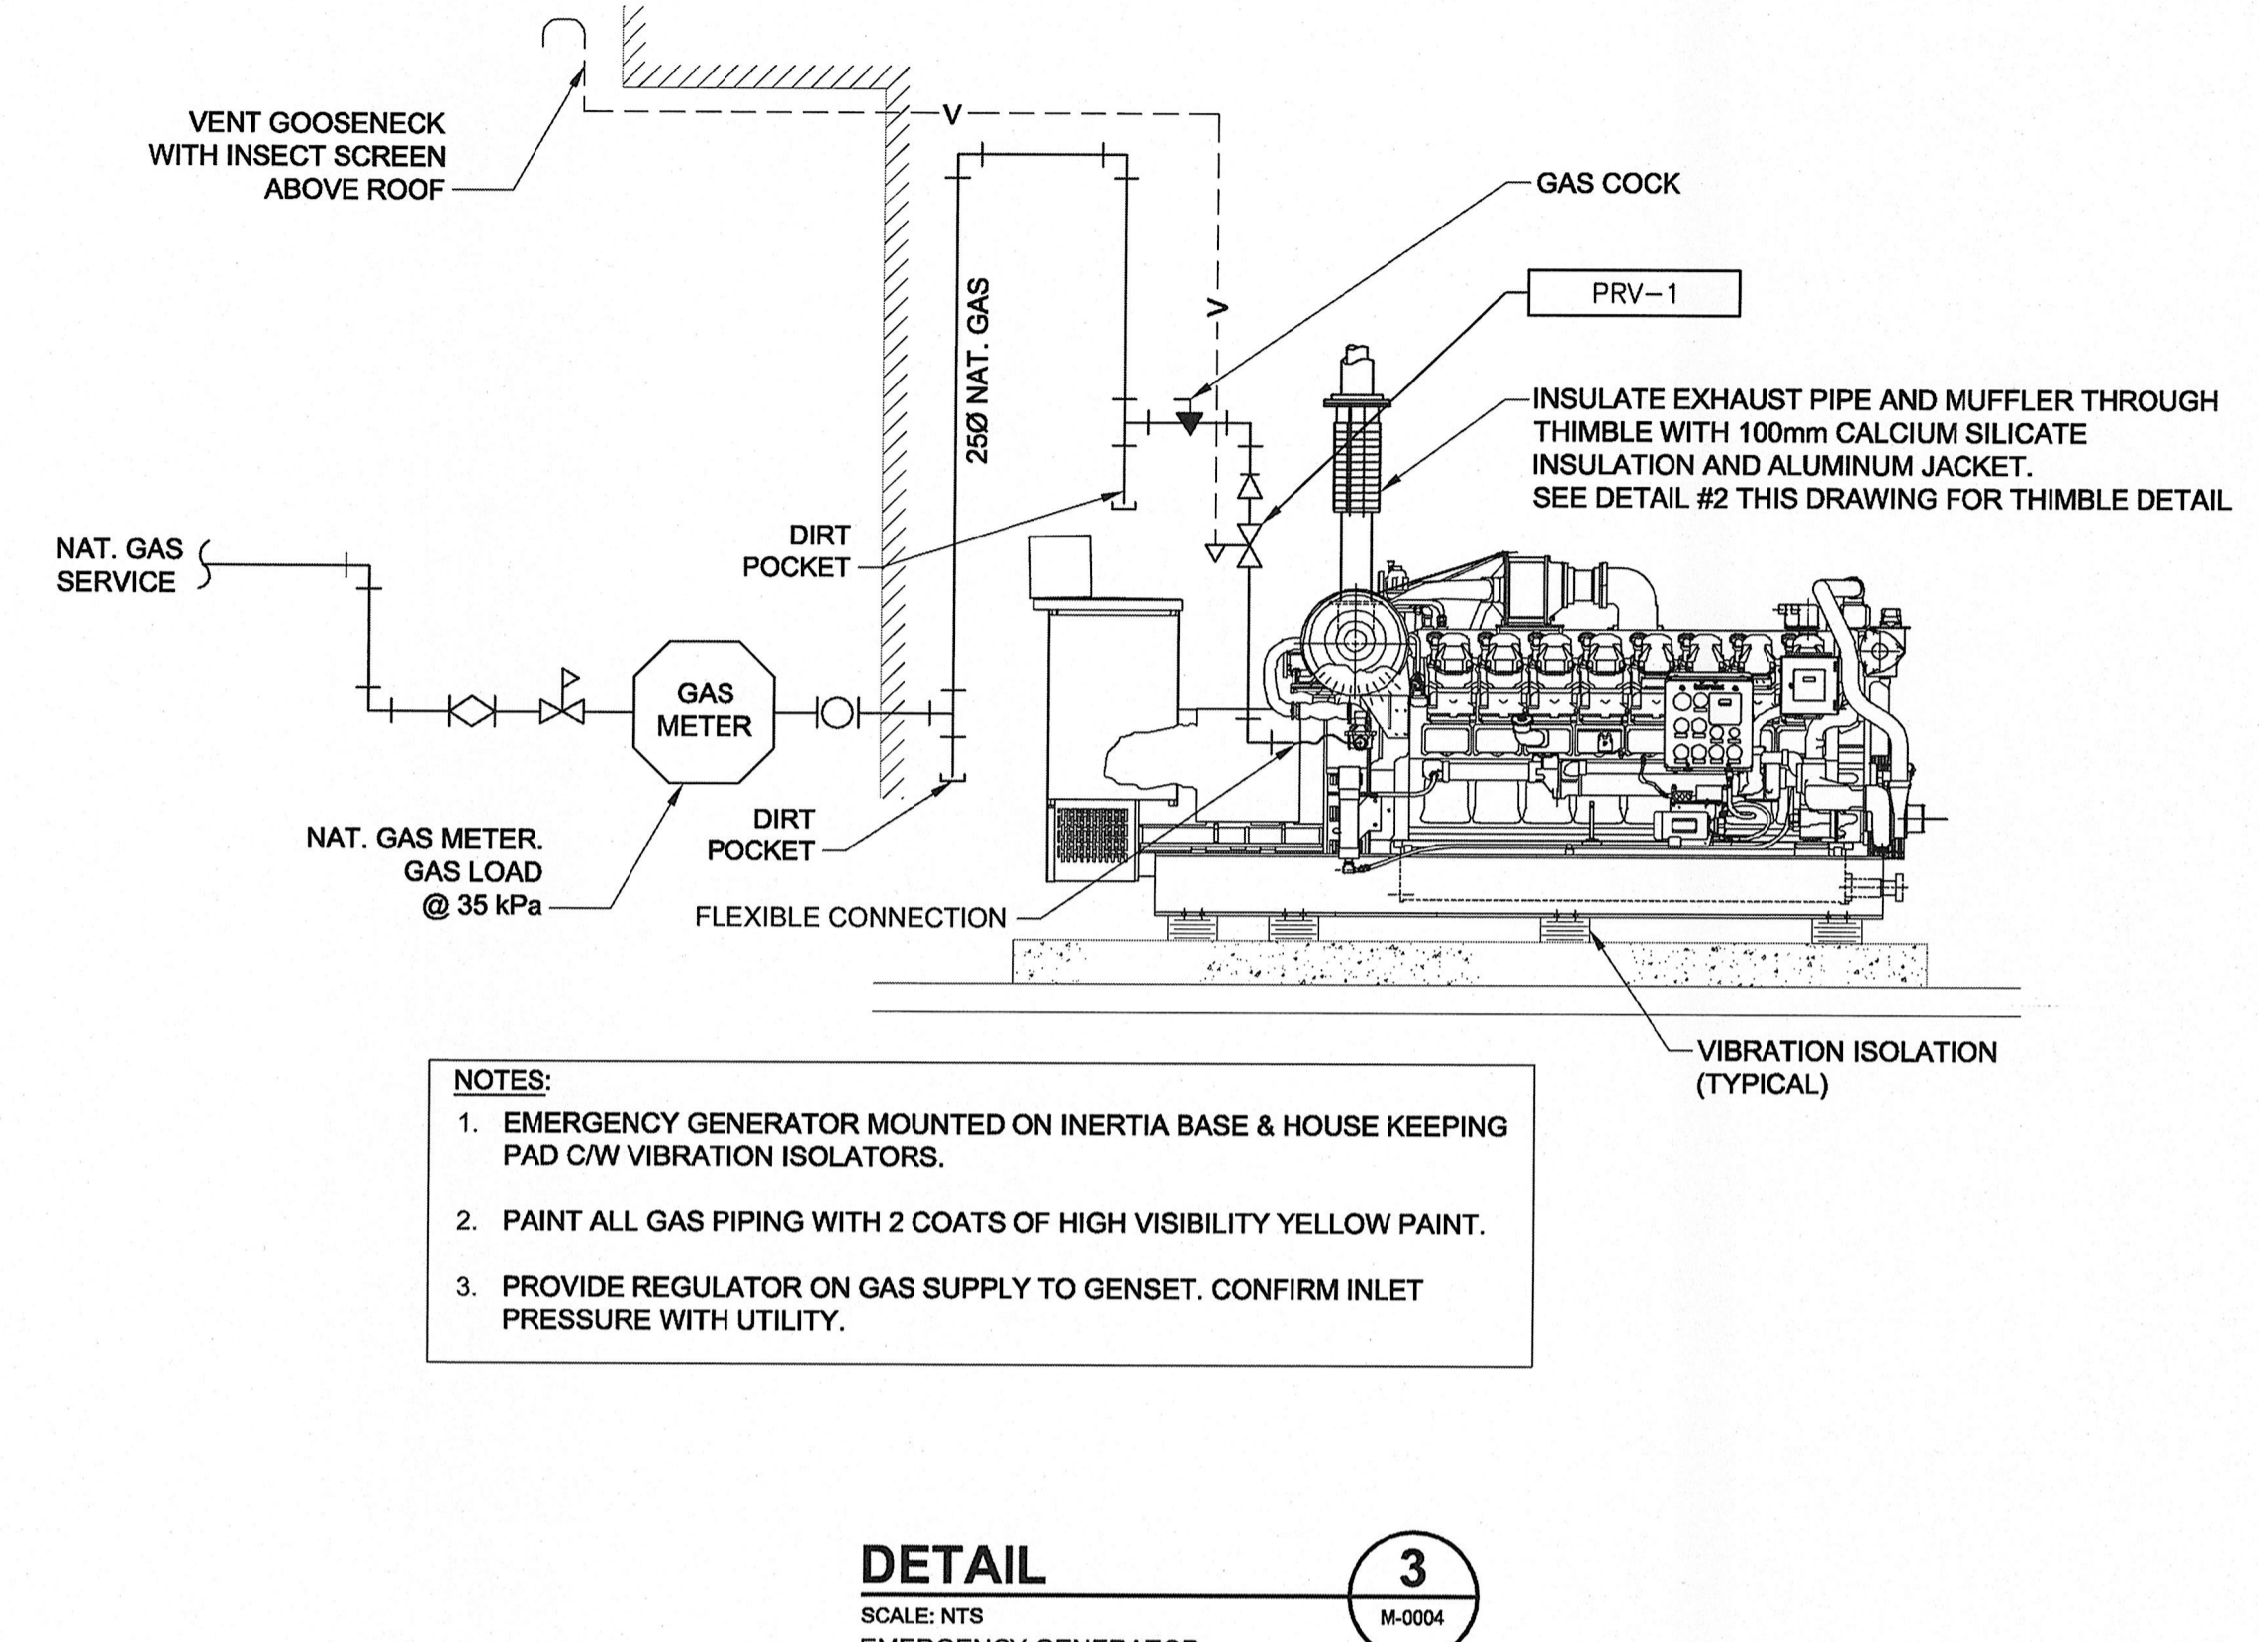 VENT GOOSENECK
WITH INSECT SCREEN
ABOVE ROOF
V
GAS COCK
V
PRV-1
25Ø NAT. GAS
INSULATE EXHAUST PIPE AND MUFFLER THROUGH
THIMBLE WITH 100mm CALCIUM SILICATE
INSULATION AND ALUMINUM JACKET.
SEE DETAIL #2 THIS DRAWING FOR THIMBLE DETAIL
DIRT
POCKET
NAT. GAS
SERVICE
GAS
METER
NAT. GAS METER.
GAS LOAD
@ 35 kPa
DIRT
POCKET
FLEXIBLE CONNECTION
VIBRATION ISOLATION
(TYPICAL)
NOTES:
1. EMERGENCY GENERATOR MOUNTED ON INERTIA BASE & HOUSE KEEPING
PAD C/W VIBRATION ISOLATORS.
2. PAINT ALL GAS PIPING WITH 2 COATS OF HIGH VISIBILITY YELLOW PAINT.
3. PROVIDE REGULATOR ON GAS SUPPLY TO GENSET. CONFIRM INLET
PRESSURE WITH UTILITY.
DETAIL
3
SCALE: NTS
M-0004
EMERGENCY GENERATOR